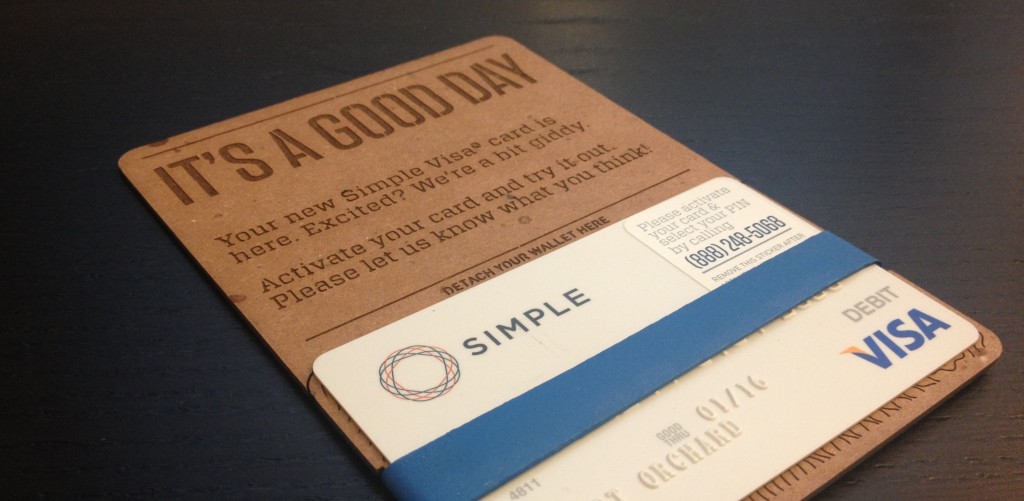 IT'S A GOOD DAY
Your new Simple Visa® card is
here. Excited? We're a bit giddy.
Activate your card and try it out.
Please let us know what you think!
DETACH YOUR WALLET HERE
Please activate
your card &
select your PIN
by calling
(888) 248-5068
REMOVE THIS STICKER AFTER
SIMPLE
DEBIT
VISA
GOOD
THRU
01/16
4811
ORCHARD